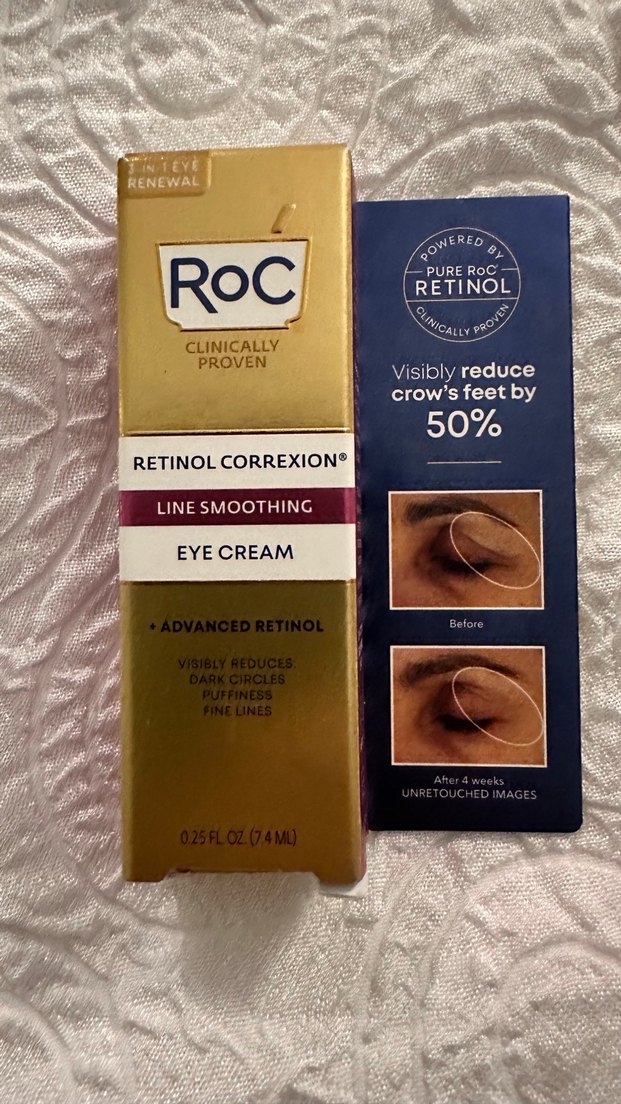 3 IN 1 EYE
RENEWAL
RoC
CLINICALLY
PROVEN
RETINOL CORREXION®
LINE SMOOTHING
EYE CREAM
+ ADVANCED RETINOL
VISIBLY REDUCES:
DARK CIRCLES
PUFFINESS
FINE LINES
0.25 FL. OZ. (7.4 ML)
POWERED BY
PURE RoC
RETINOL
CLINICALLY PROVEN
Visibly reduce
crow's feet by
50%
Before
After 4 weeks
UNRETOUCHED IMAGES